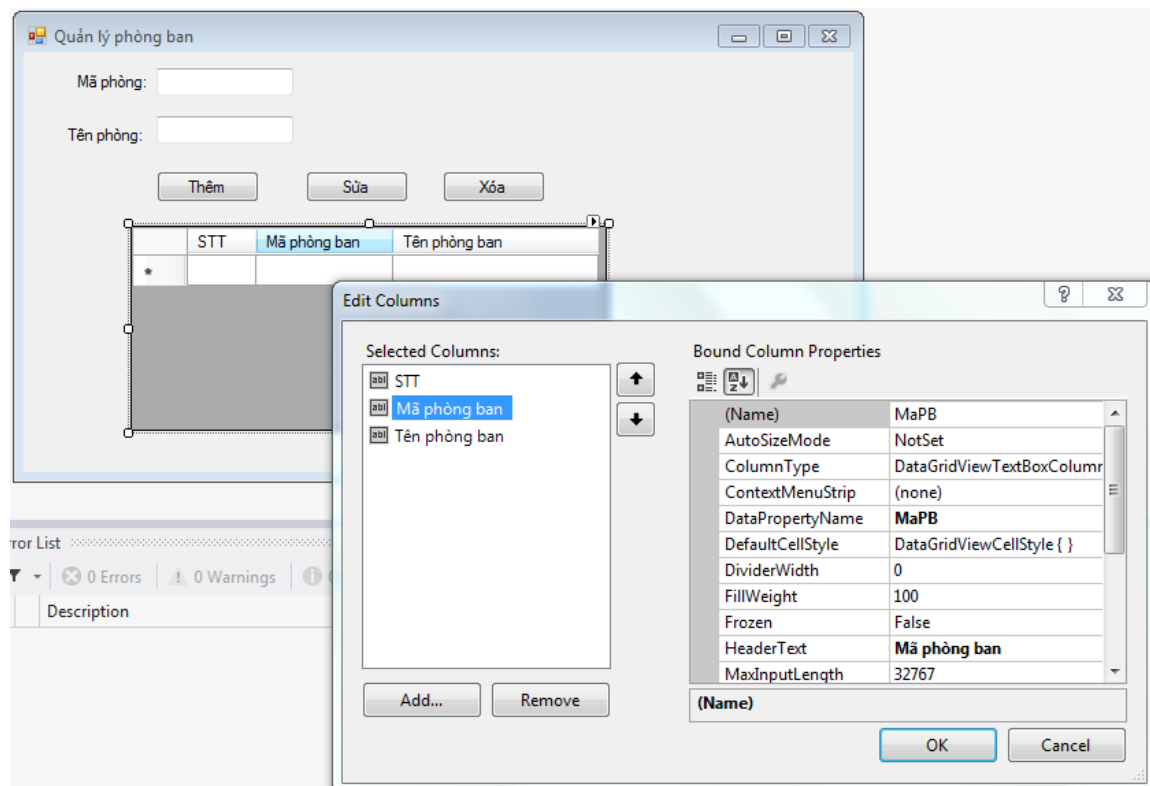 Quản lý phòng ban
Mã phòng:
Tên phòng:
Thêm Sửa Xóa
STT Mã phòng ban Tên phòng ban
*
Edit Columns
Selected Columns:
STT
Mã phòng ban
Tên phòng ban
Add... Remove
Bound Column Properties
(Name) MaPB
AutoSizeMode NotSet
ColumnType DataGridViewTextBoxColumn
ContextMenuStrip (none)
DataPropertyName MaPB
DefaultCellStyle DataGridViewCellStyle { }
DividerWidth 0
FillWeight 100
Frozen False
HeaderText Mã phòng ban
MaxInputLength 32767
(Name)
OK Cancel
ror List
0 Errors 0 Warnings 0
Description